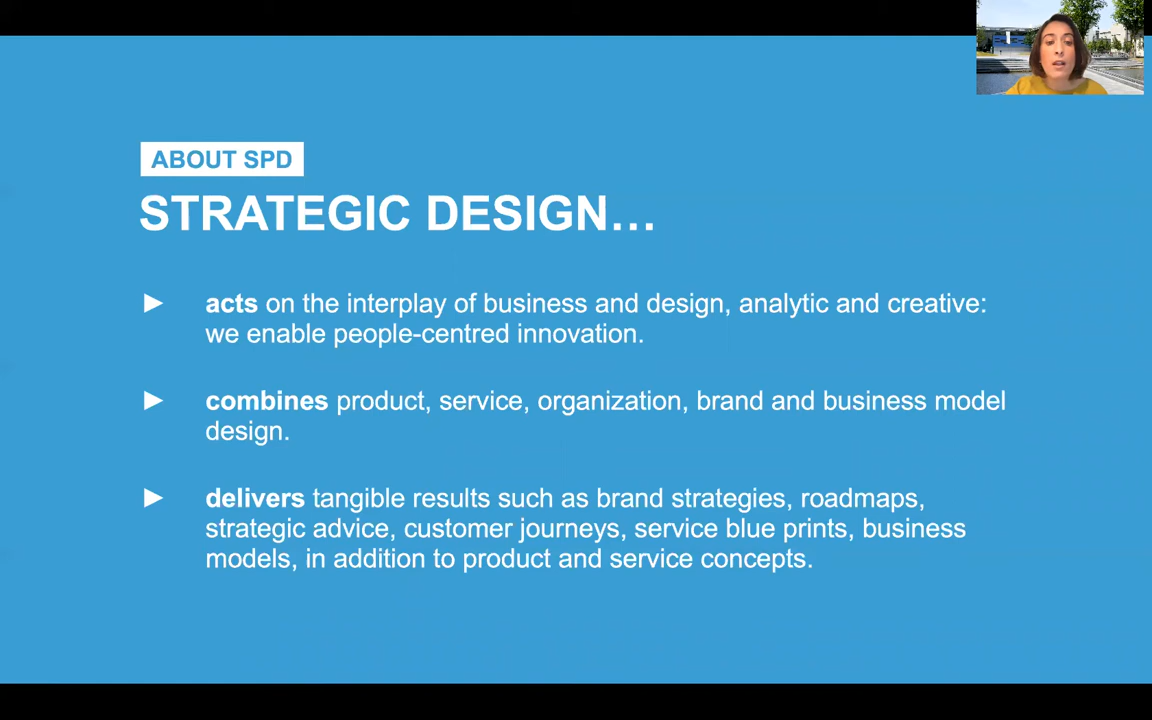 ABOUT SPD
STRATEGIC DESIGN...
► acts on the interplay of business and design, analytic and creative:
we enable people-centred innovation.
► combines product, service, organization, brand and business model
design.
► delivers tangible results such as brand strategies, roadmaps,
strategic advice, customer journeys, service blue prints, business
models, in addition to product and service concepts.